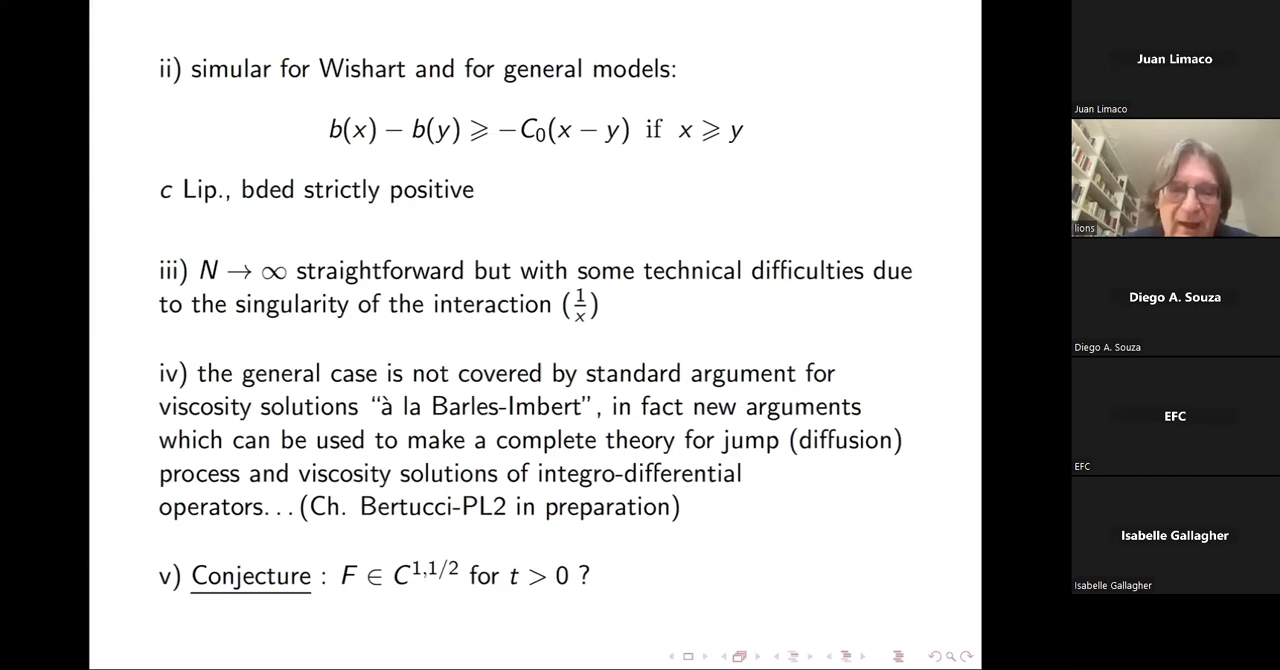 ii) simular for Wishart and for general models:
b(x) − b(y) ⩾ −C₀(x − y) if x ⩾ y
c Lip., bded strictly positive
iii) N → ∞ straightforward but with some technical difficulties due
to the singularity of the interaction (1/x)
iv) the general case is not covered by standard argument for
viscosity solutions “à la Barles-Imbert”, in fact new arguments
which can be used to make a complete theory for jump (diffusion)
process and viscosity solutions of integro-differential
operators. . . (Ch. Bertucci-PL2 in preparation)
v) Conjecture : F ∈ C^{1,1/2} for t > 0 ?
Juan Limaco
Juan Limaco
lions
Diego A. Souza
Diego A. Souza
EFC
EFC
Isabelle Gallagher
Isabelle Gallagher